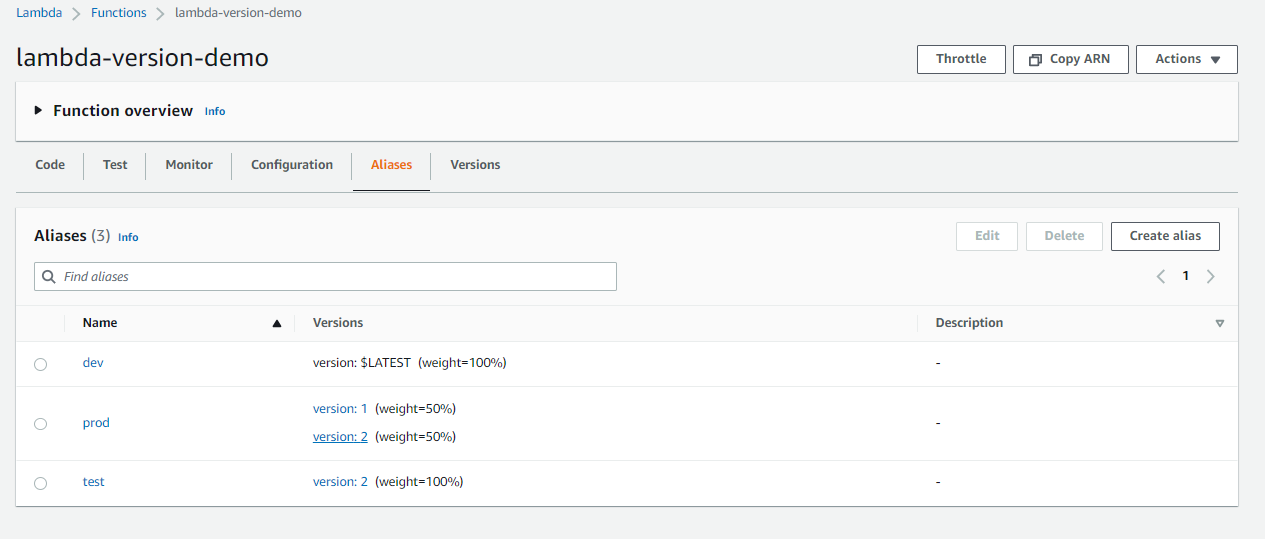 Lambda Functions lambda-version-demo
lambda-version-demo Throttle Copy ARN Actions
Function overview Info
Code Test Monitor Configuration Aliases Versions
Aliases (3) Info Edit Delete Create alias
Find aliases 1
Name Versions Description
dev version: $LATEST (weight=100%) -
version: 1 (weight=50%)
prod -
version: 2 (weight=50%)
test version: 2 (weight=100%) -